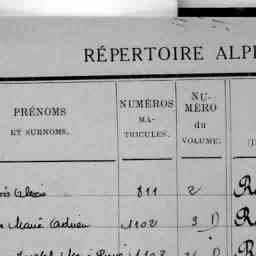 RÉPERTOIRE ALP
PRÉNOMS
ET SURNOMS.
NUMÉROS
MA-
TRICULES.
NU-
MÉRO
du
VOLUME.
Alexis 811 2 R
Marie Adrien 1102 3 R
1103 R